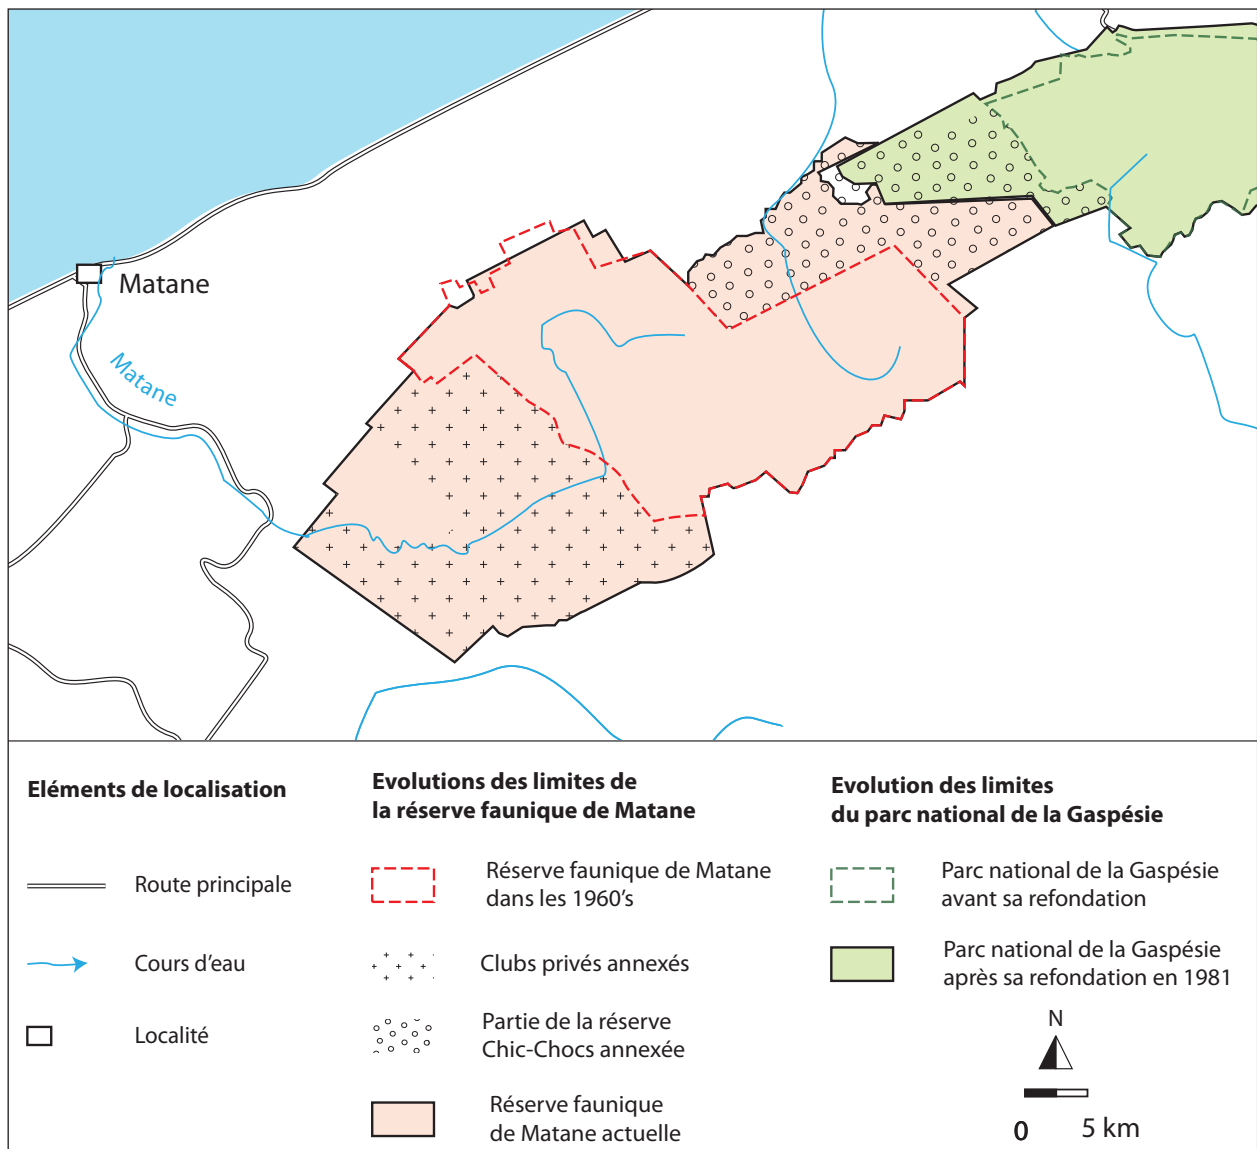 Matane
Matane
Eléments de localisation
Route principale
Cours d'eau
Localité
Evolutions des limites de
la réserve faunique de Matane
Réserve faunique de Matane
dans les 1960's
Clubs privés annexés
Partie de la réserve
Chic-Chocs annexée
Réserve faunique
de Matane actuelle
Evolution des limites
du parc national de la Gaspésie
Parc national de la Gaspésie
avant sa refondation
Parc national de la Gaspésie
après sa refondation en 1981
N
0 5 km